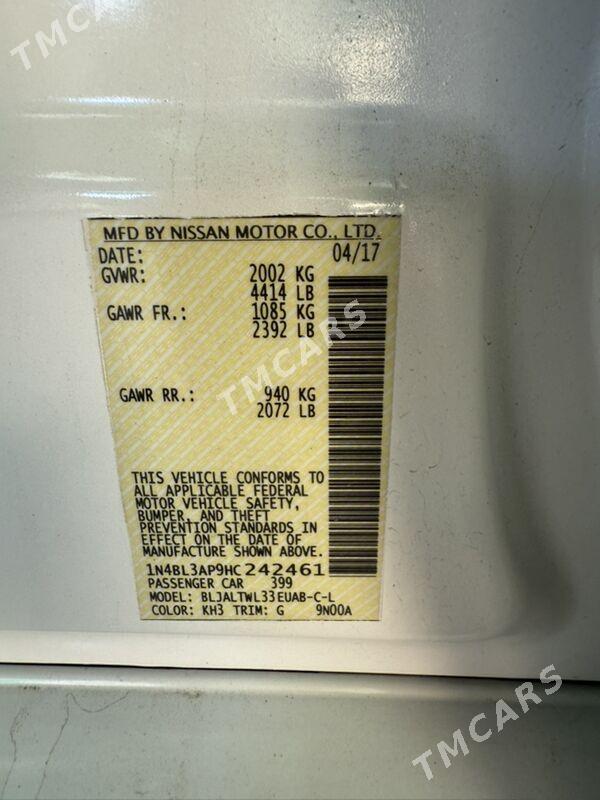 TMCARS
MFD BY NISSAN MOTOR CO., LTD.
DATE: 04/17
GVWR: 2002 KG
4414 LB
GAWR FR.: 1085 KG
2392 LB
TMCARS
GAWR RR.: 940 KG
2072 LB
THIS VEHICLE CONFORMS TO
ALL APPLICABLE FEDERAL
MOTOR VEHICLE SAFETY,
BUMPER, AND THEFT
PREVENTION STANDARDS IN
EFFECT ON THE DATE OF
MANUFACTURE SHOWN ABOVE.
1N4BL3AP9HC242461
PASSENGER CAR 399
MODEL: BLJALTWL33EUAB-C-L
COLOR: KH3 TRIM: G 9N00A
TMCARS